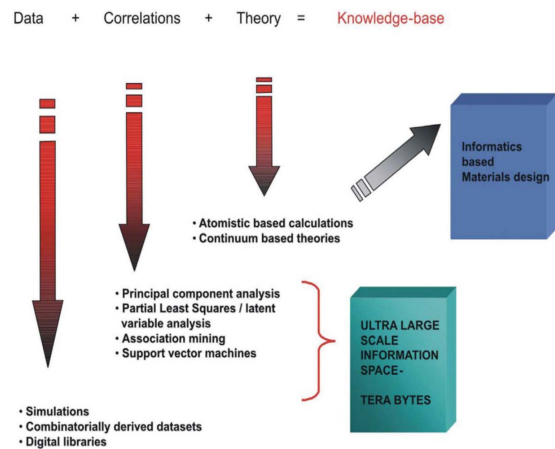 Data + Correlations + Theory = Knowledge-base
Informatics
based
Materials design
• Atomistic based calculations
• Continuum based theories
• Principal component analysis
• Partial Least Squares / latent
variable analysis
• Association mining
• Support vector machines
ULTRA LARGE
SCALE
INFORMATION
SPACE-
TERA BYTES
• Simulations
• Combinatorially derived datasets
• Digital libraries